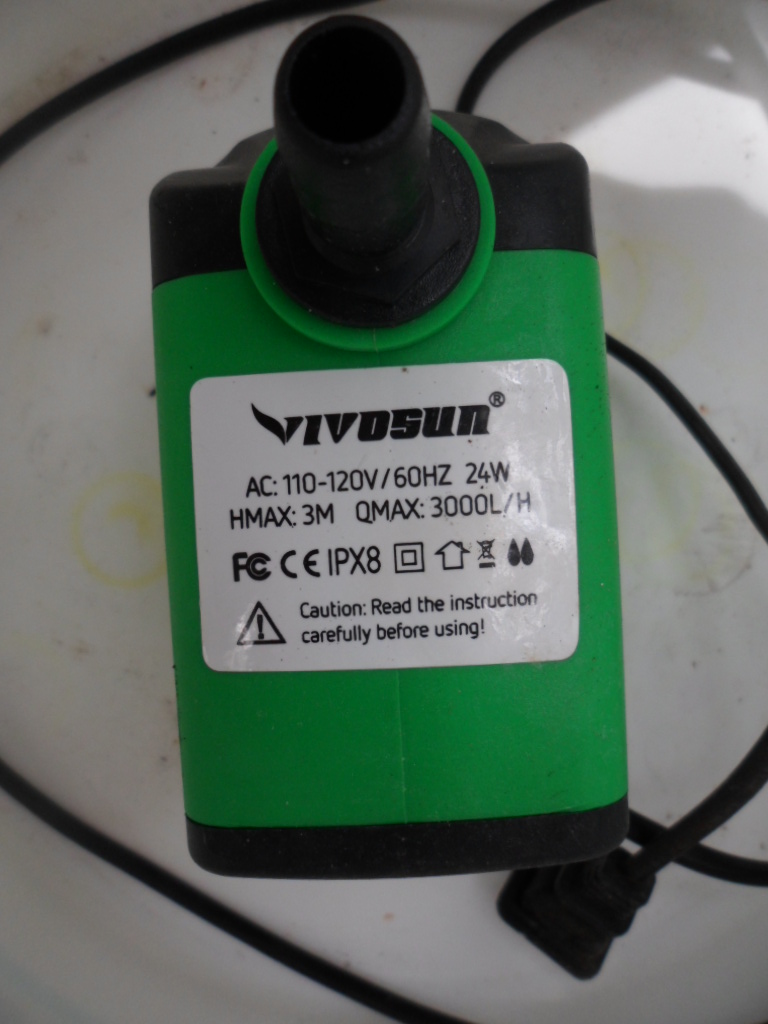 VIVOSUN®
AC: 110-120V/60HZ 24W
HMAX: 3M QMAX: 3000L/H
FC CE IPX8
Caution: Read the instruction
carefully before using!